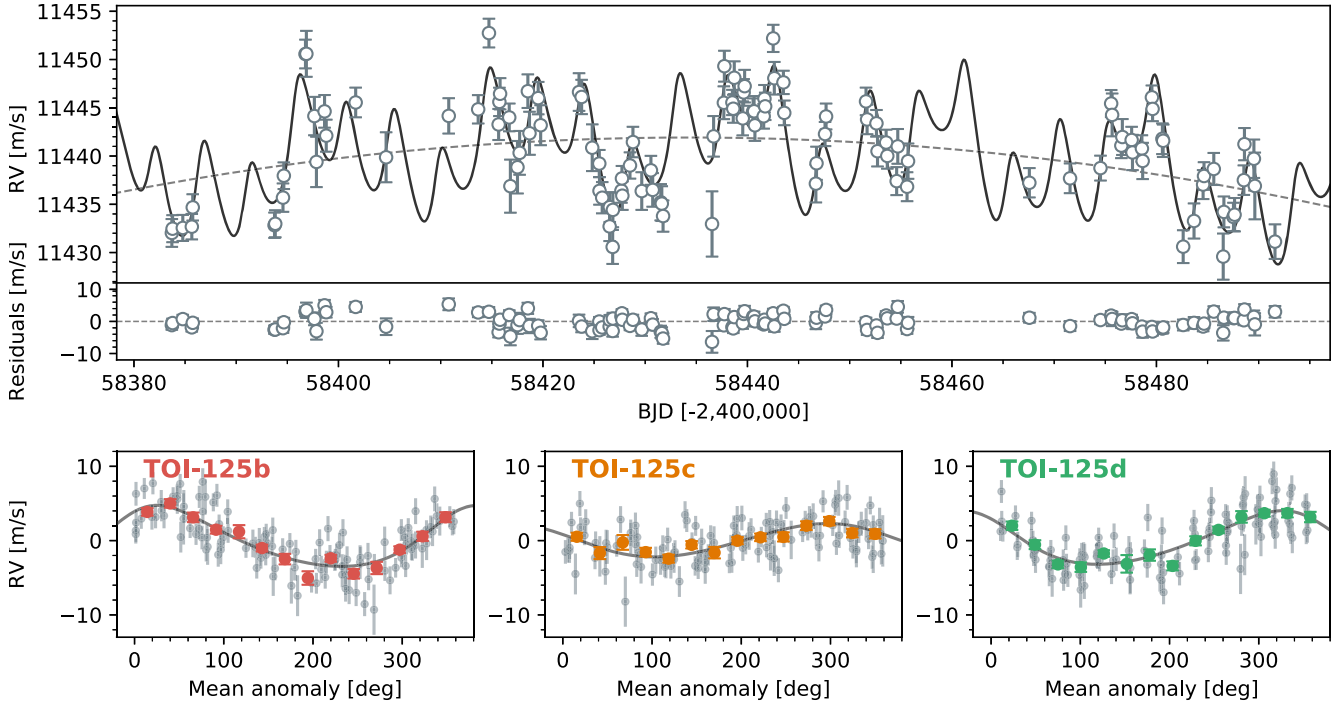 11455
11450
11445
11440
11435
11430
RV [m/s]
10
0
−10
Residuals [m/s]
58380 58400 58420 58440 58460 58480
BJD [-2,400,000]
TOI-125b TOI-125c TOI-125d
RV [m/s]
10 10 10
0 0 0
−10 −10 −10
0 100 200 300 0 100 200 300 0 100 200 300
Mean anomaly [deg] Mean anomaly [deg] Mean anomaly [deg]